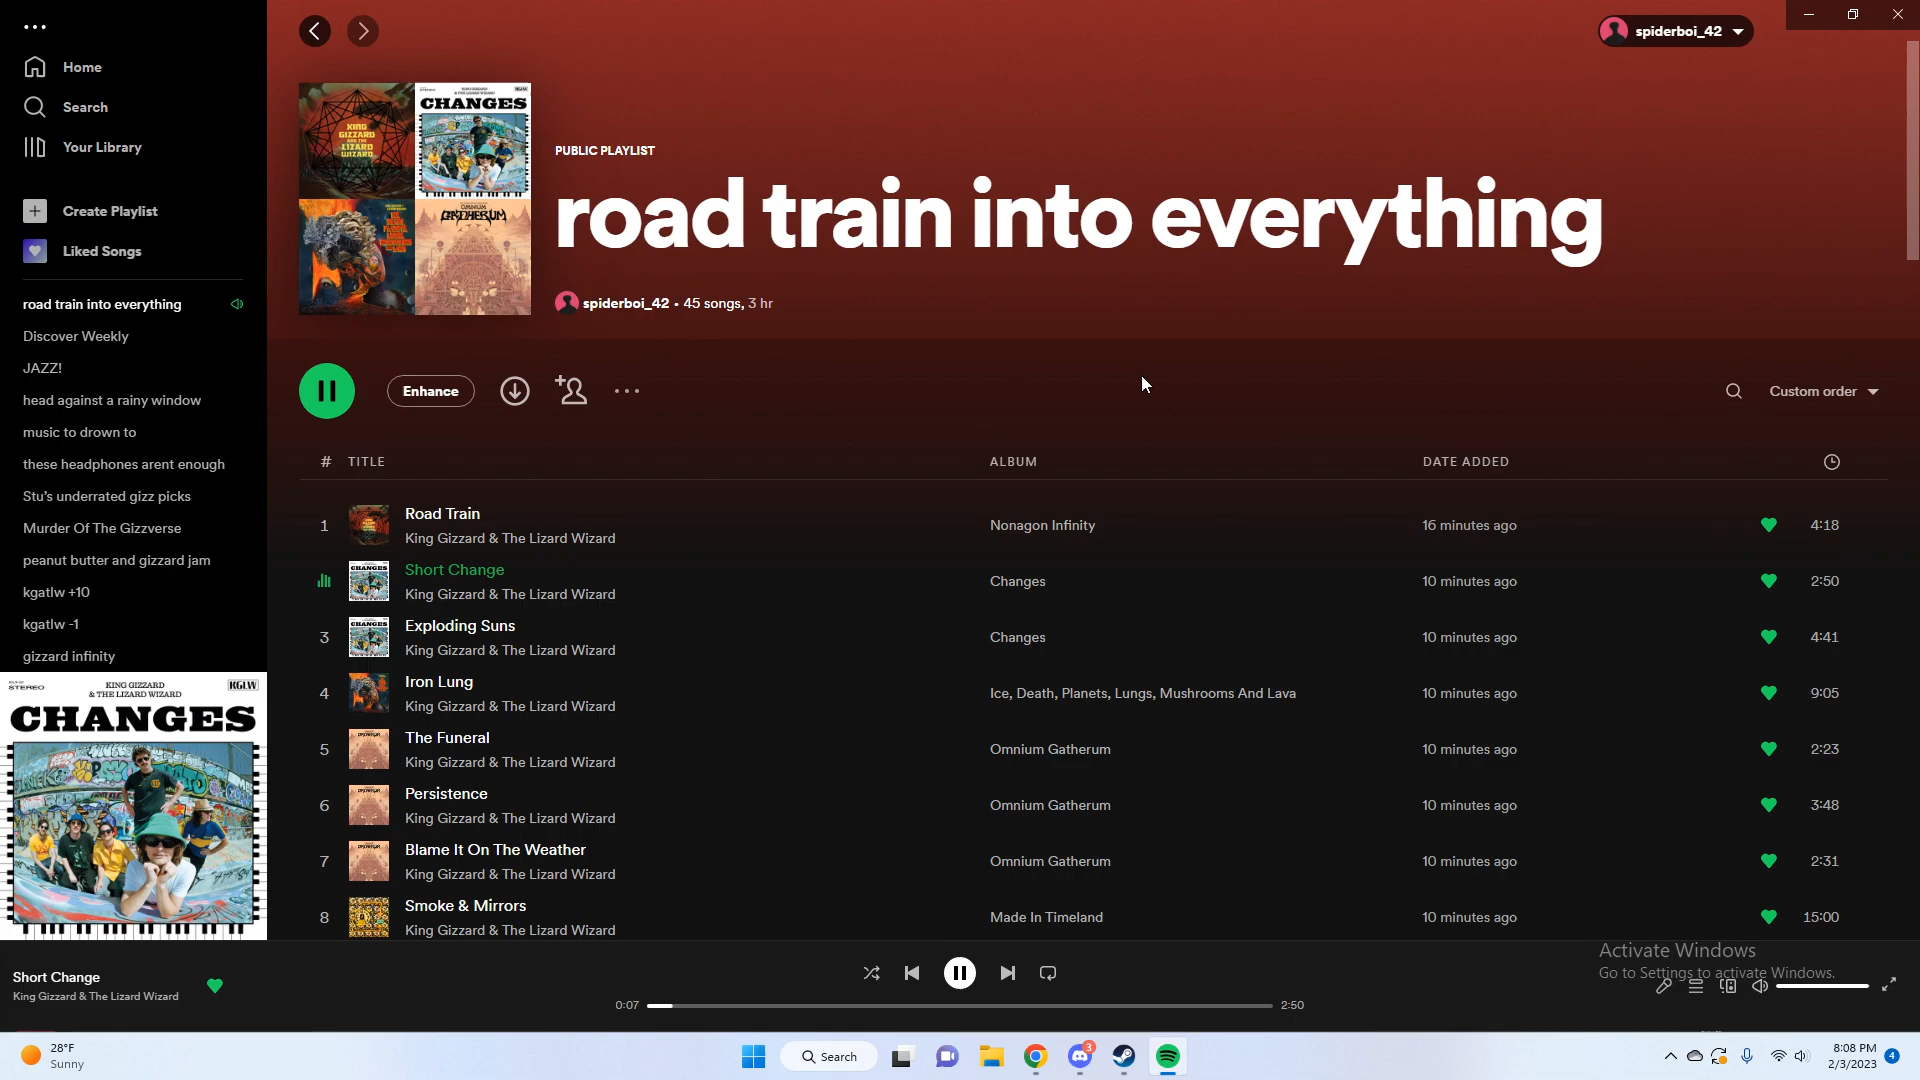 spiderboi_42
Home
Search
Your Library
Create Playlist
Liked Songs
road train into everything
Discover Weekly
JAZZ!
head against a rainy window
music to drown to
these headphones arent enough
Stu's underrated gizz picks
Murder Of The Gizzverse
peanut butter and gizzard jam
kgatlw +10
kgatlw -1
gizzard infinity
STEREO
KING GIZZARD
& THE LIZARD WIZARD
KGLW
CHANGES
KING GIZZARD AND THE LIZARD WIZARD
CHANGES
OMNIUM
GATHERUM
PUBLIC PLAYLIST
road train into everything
spiderboi_42 • 45 songs, 3 hr
Enhance
Custom order
# TITLE ALBUM DATE ADDED
1 Road Train Nonagon Infinity 16 minutes ago 4:18
King Gizzard & The Lizard Wizard
Short Change Changes 10 minutes ago 2:50
King Gizzard & The Lizard Wizard
3 Exploding Suns Changes 10 minutes ago 4:41
King Gizzard & The Lizard Wizard
4 Iron Lung Ice, Death, Planets, Lungs, Mushrooms And Lava 10 minutes ago 9:05
King Gizzard & The Lizard Wizard
5 The Funeral Omnium Gatherum 10 minutes ago 2:23
King Gizzard & The Lizard Wizard
6 Persistence Omnium Gatherum 10 minutes ago 3:48
King Gizzard & The Lizard Wizard
7 Blame It On The Weather Omnium Gatherum 10 minutes ago 2:31
King Gizzard & The Lizard Wizard
8 Smoke & Mirrors Made In Timeland 10 minutes ago 15:00
King Gizzard & The Lizard Wizard
Short Change
King Gizzard & The Lizard Wizard
0:07 2:50
Activate Windows
Go to Settings to activate Windows.
28°F
Sunny
Search
3
8:08 PM
2/3/2023
4